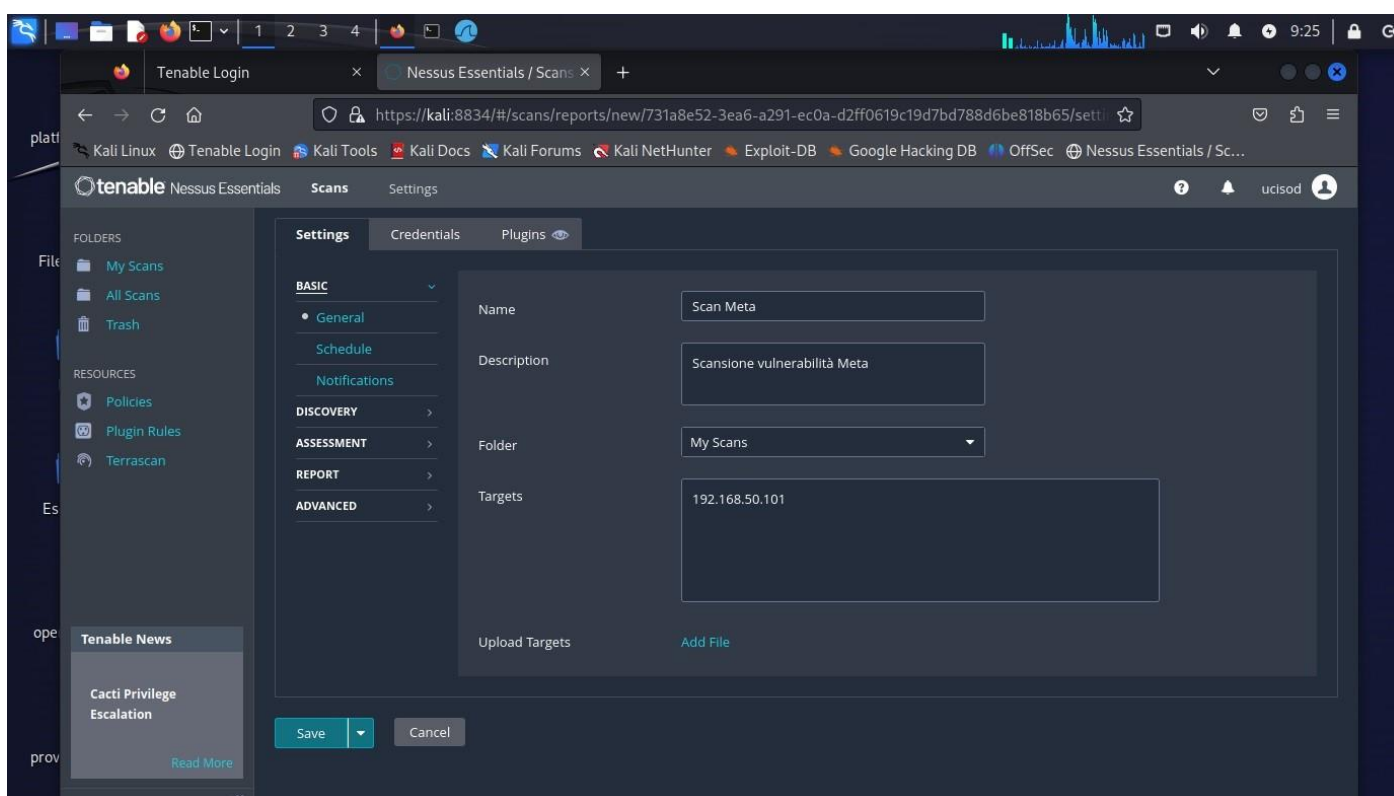 1 2 3 4 9:25 G
Tenable Login × Nessus Essentials / Scans × +
https://kali:8834/#/scans/reports/new/731a8e52-3ea6-a291-ec0a-d2ff0619c19d7bd788d6be818b65/setti
Kali Linux Tenable Login Kali Tools Kali Docs Kali Forums Kali NetHunter Exploit-DB Google Hacking DB OffSec Nessus Essentials / Sc...
tenable Nessus Essentials Scans Settings ucisod
FOLDERS
My Scans
All Scans
Trash
RESOURCES
Policies
Plugin Rules
Terrascan
Tenable News
Cacti Privilege
Escalation
Read More
Settings Credentials Plugins
BASIC
General
Schedule
Notifications
DISCOVERY
ASSESSMENT
REPORT
ADVANCED
Name Scan Meta
Description Scansione vulnerabilità Meta
Folder My Scans
Targets 192.168.50.101
Upload Targets Add File
Save Cancel
platf
File
Es
ope
prov